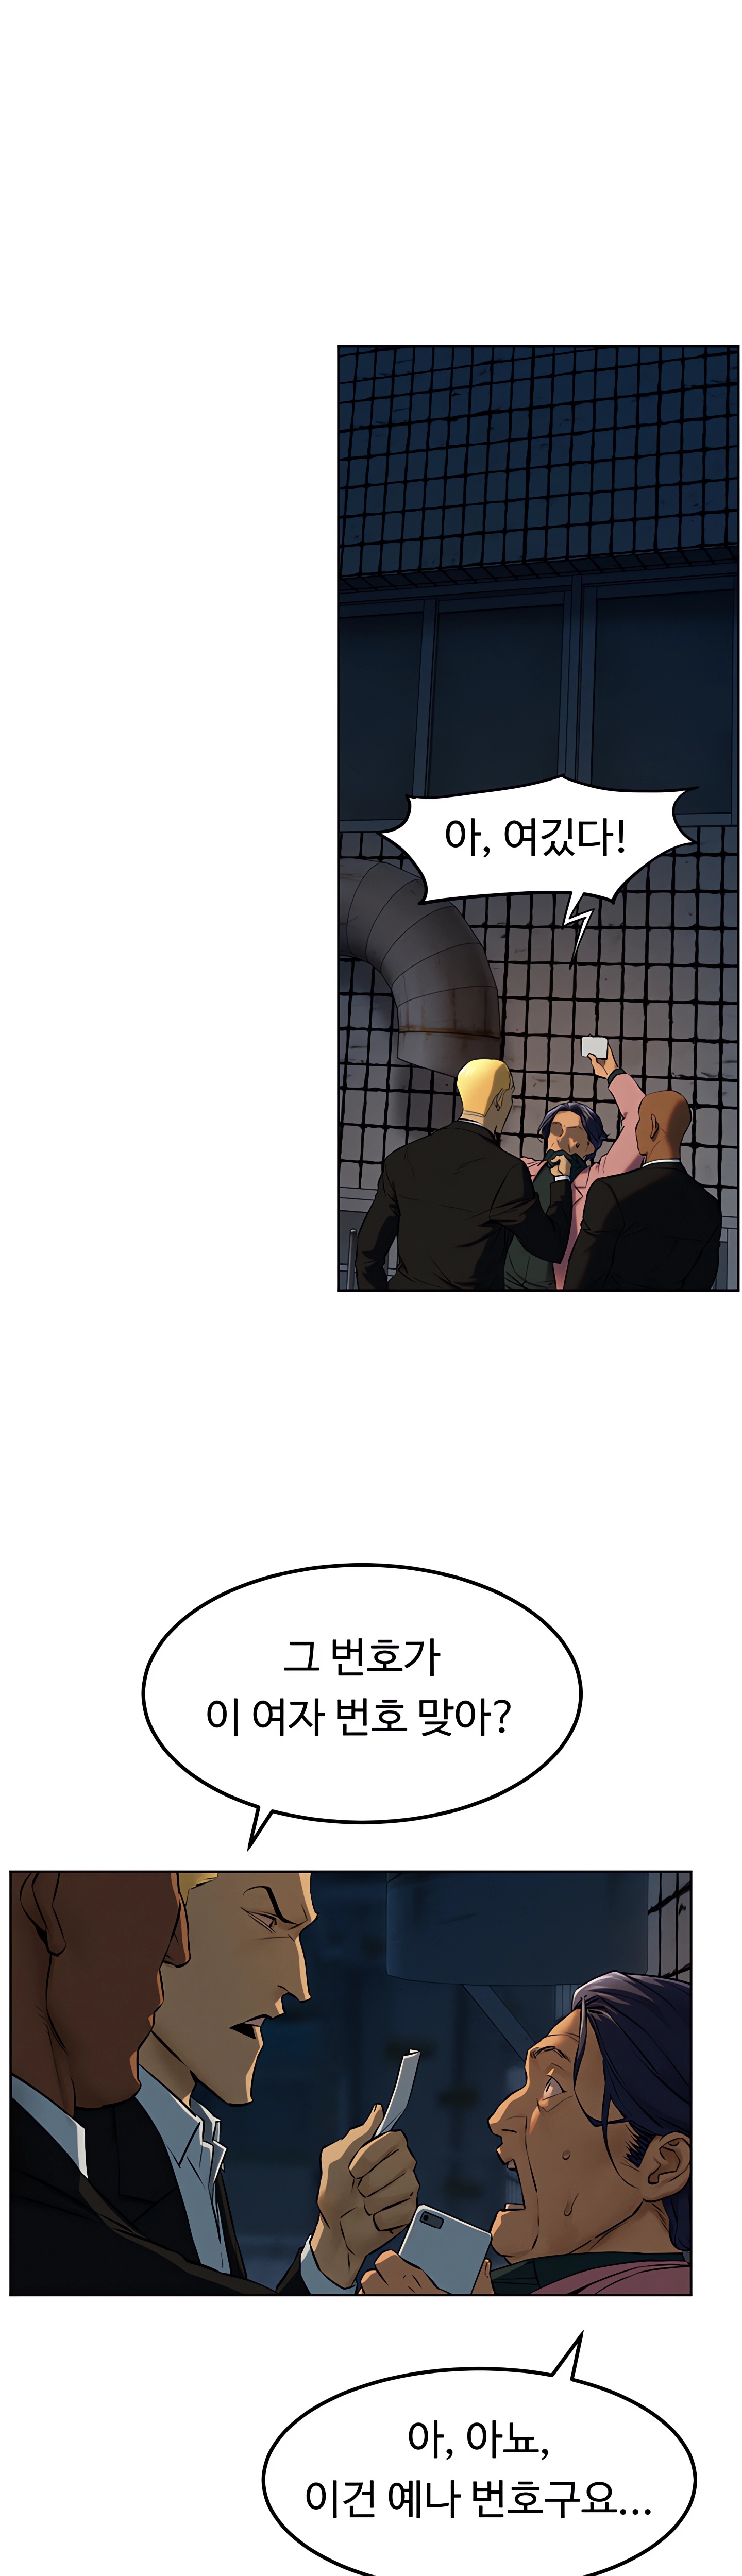 아, 여깄다!
그 번호가
이 여자 번호 맞아?
아, 아뇨,
이건 예나 번호구요...